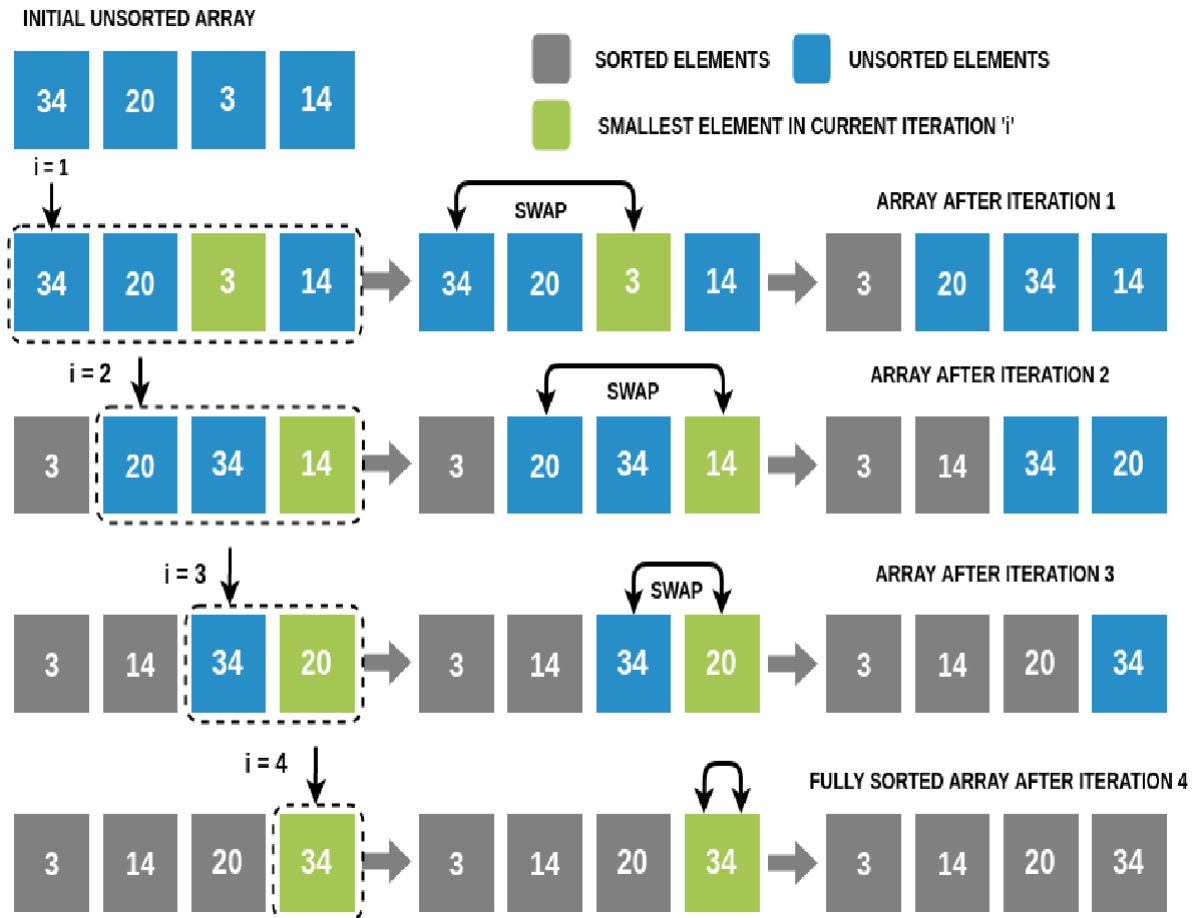 INITIAL UNSORTED ARRAY
SORTED ELEMENTS UNSORTED ELEMENTS
34 20 3 14
SMALLEST ELEMENT IN CURRENT ITERATION 'i'
i = 1
SWAP
ARRAY AFTER ITERATION 1
34 20 3 14 34 20 3 14 3 20 34 14
i = 2
SWAP
ARRAY AFTER ITERATION 2
3 20 34 14 3 20 34 14 3 14 34 20
i = 3
SWAP
ARRAY AFTER ITERATION 3
3 14 34 20 3 14 34 20 3 14 20 34
i = 4
FULLY SORTED ARRAY AFTER ITERATION 4
3 14 20 34 3 14 20 34 3 14 20 34